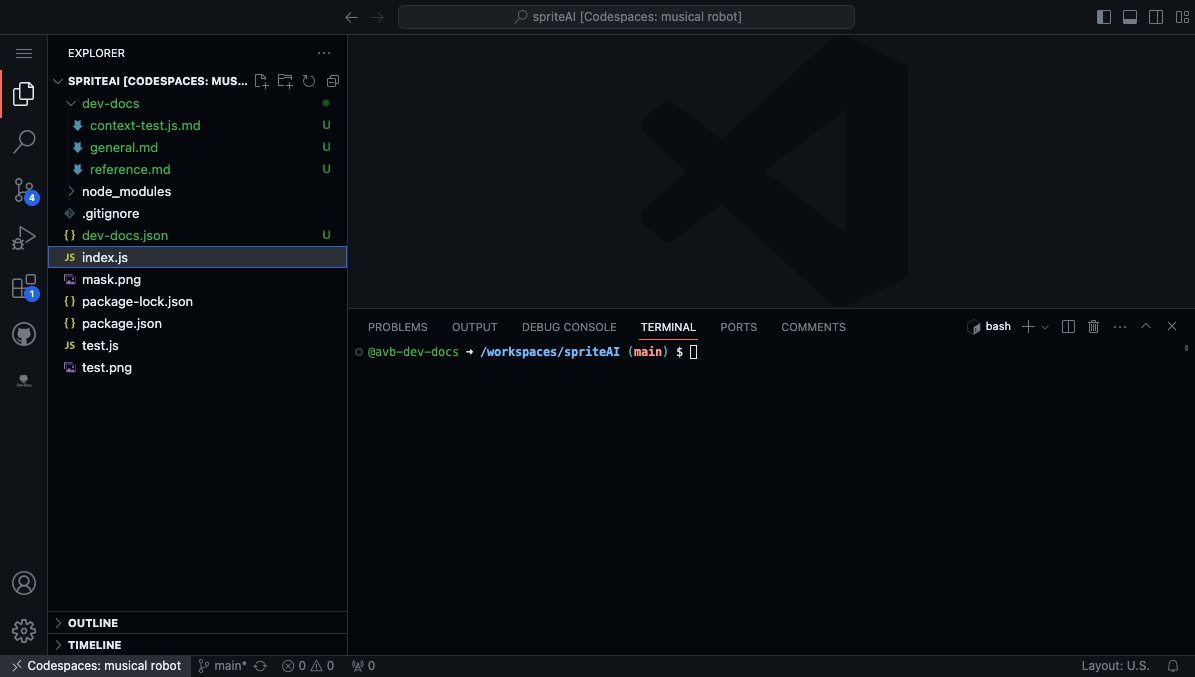 spriteAI [Codespaces: musical robot]
EXPLORER
SPRITEAI [CODESPACES: MUS...
dev-docs
context-test.js.md U
general.md U
reference.md U
4
node_modules
.gitignore
{} dev-docs.json U
JS index.js
mask.png
1
{} package-lock.json
{} package.json
JS test.js
test.png
PROBLEMS OUTPUT DEBUG CONSOLE TERMINAL PORTS COMMENTS bash
@avb-dev-docs → /workspaces/spriteAI (main) $
OUTLINE
TIMELINE
Codespaces: musical robot main* 0 0 0 Layout: U.S.